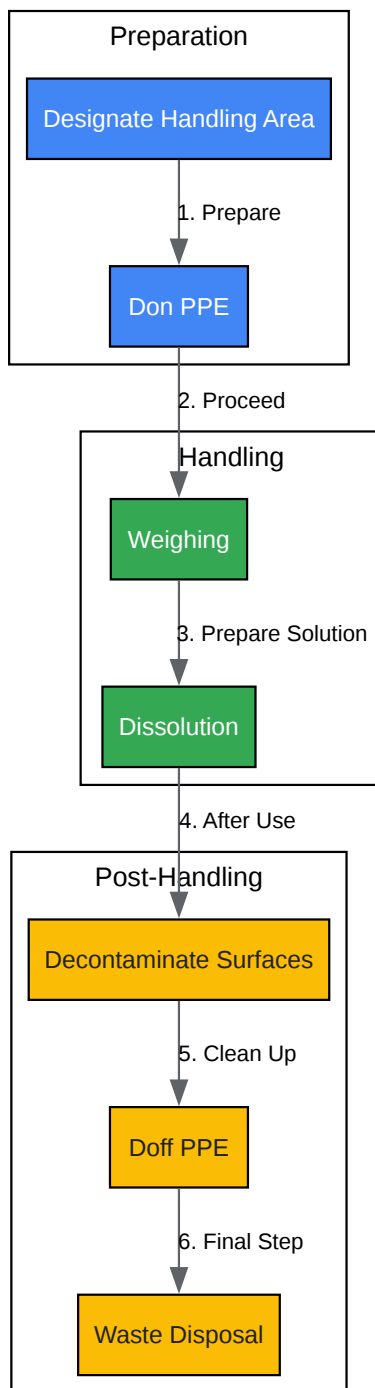 Preparation
Designate Handling Area
1. Prepare
Don PPE
2. Proceed
Handling
Weighing
3. Prepare Solution
Dissolution
4. After Use
Post-Handling
Decontaminate Surfaces
5. Clean Up
Doff PPE
6. Final Step
Waste Disposal